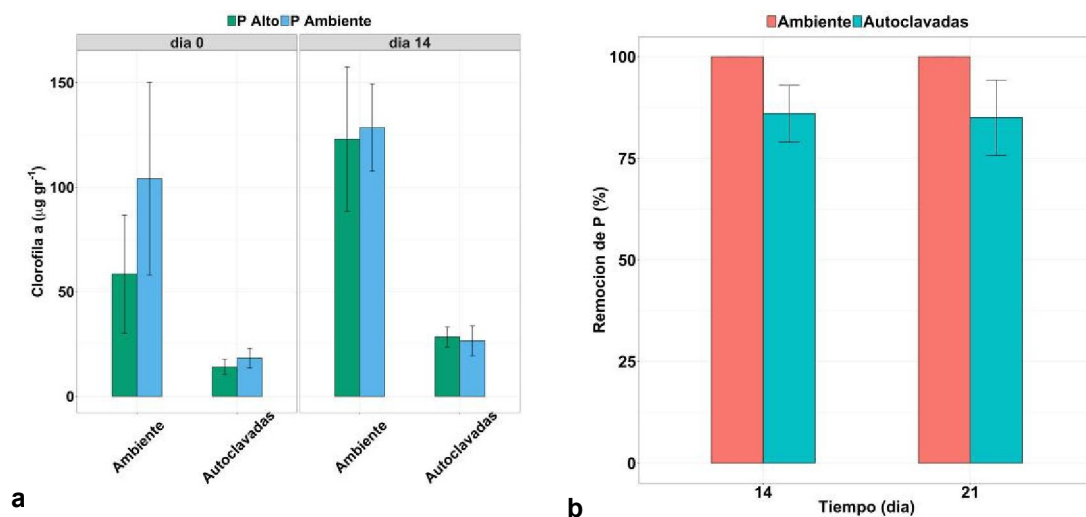 P Alto P Ambiente
dia 0 dia 14
Clorofila a (µg gr⁻¹)
150
100
50
0
Ambiente Autoclavadas Ambiente Autoclavadas
a
Ambiente Autoclavadas
Remocion de P (%)
100
75
50
25
0
14 21
Tiempo (dia)
b